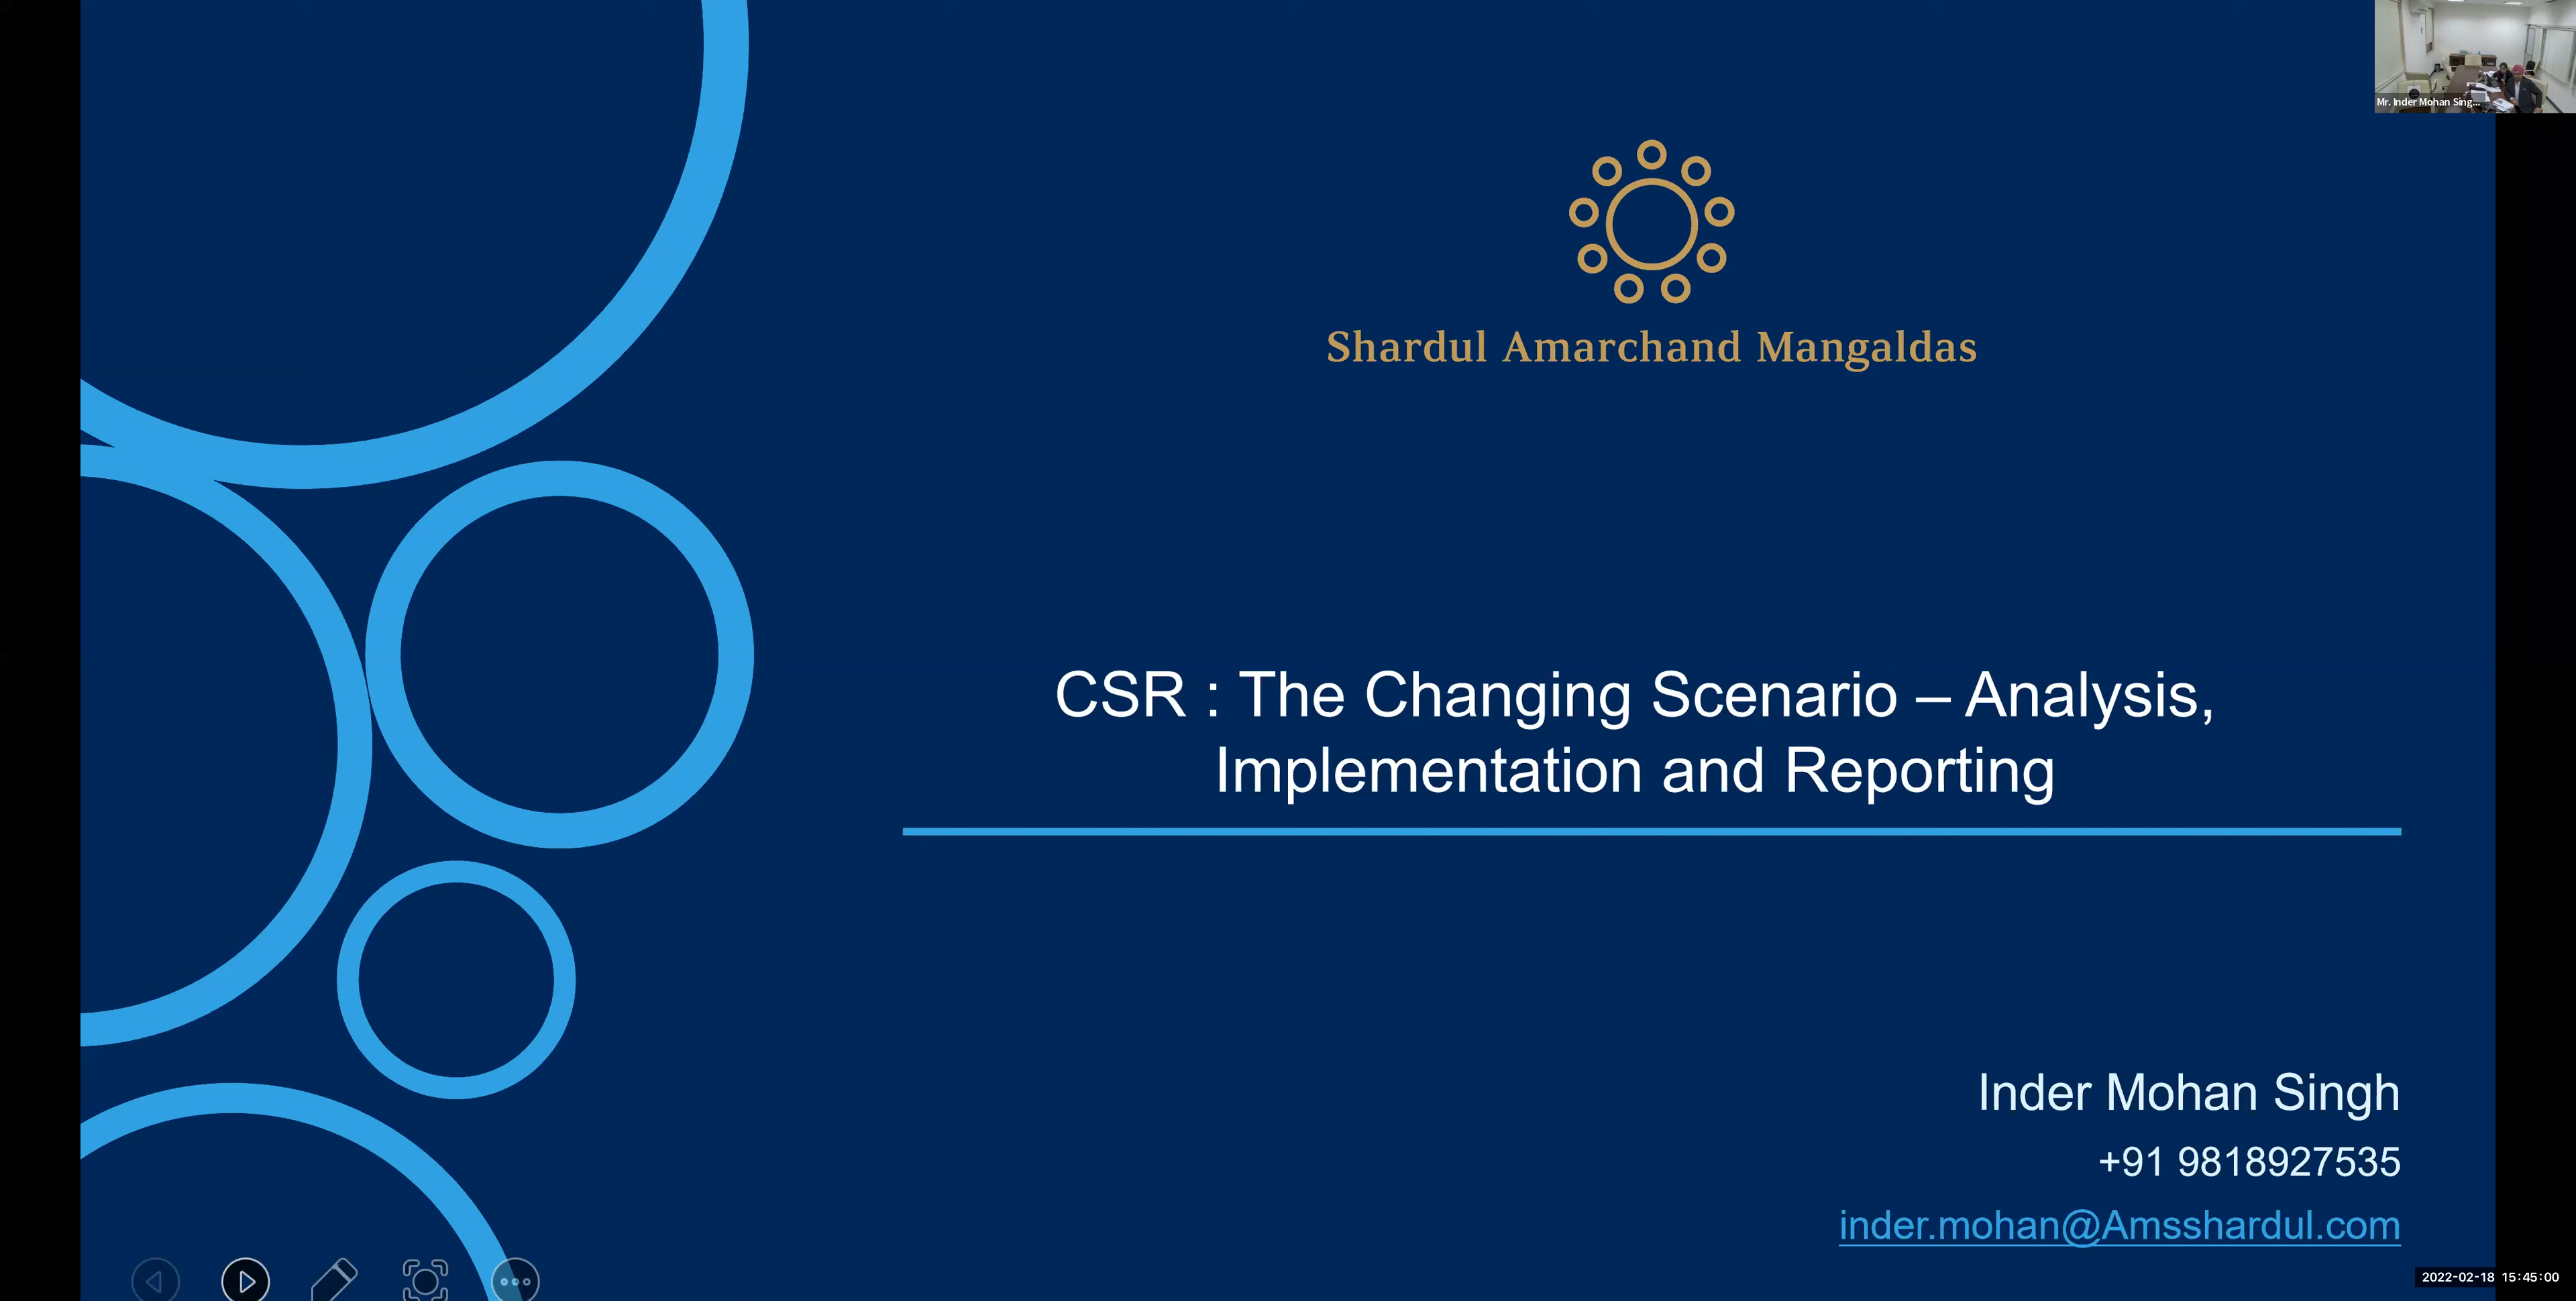 Mr. Inder Mohan Sing...
Shardul Amarchand Mangaldas
CSR : The Changing Scenario – Analysis,
Implementation and Reporting
Inder Mohan Singh
+91 9818927535
inder.mohan@Amsshardul.com
2022-02-18 15:45:00